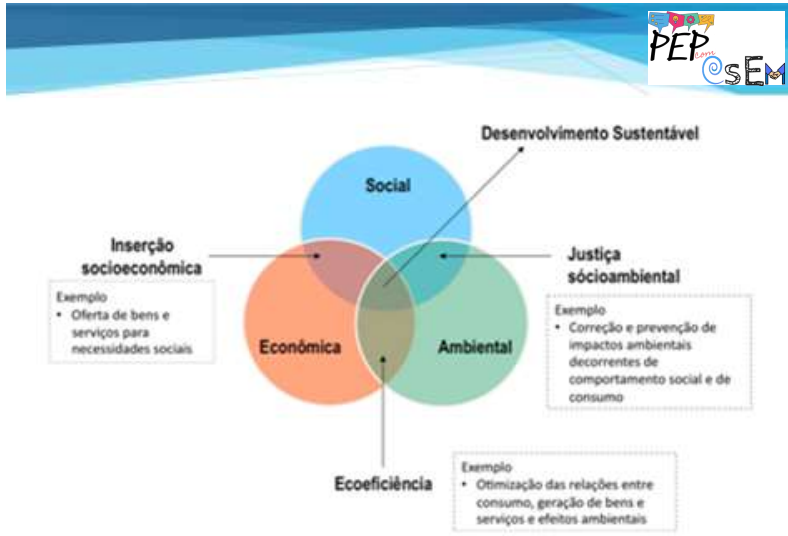 PEP
com
@sEM
Desenvolvimento Sustentável
Social
Inserção
socioeconômica
Justiça
sócioambiental
Exemplo
• Oferta de bens e
serviços para
necessidades sociais
Exemplo
• Correção e prevenção de
impactos ambientais
decorrentes de
comportamento social e de
consumo
Econômica
Ambiental
Ecoeficiência
Exemplo
• Otimização das relações entre
consumo, geração de bens e
serviços e efeitos ambientais